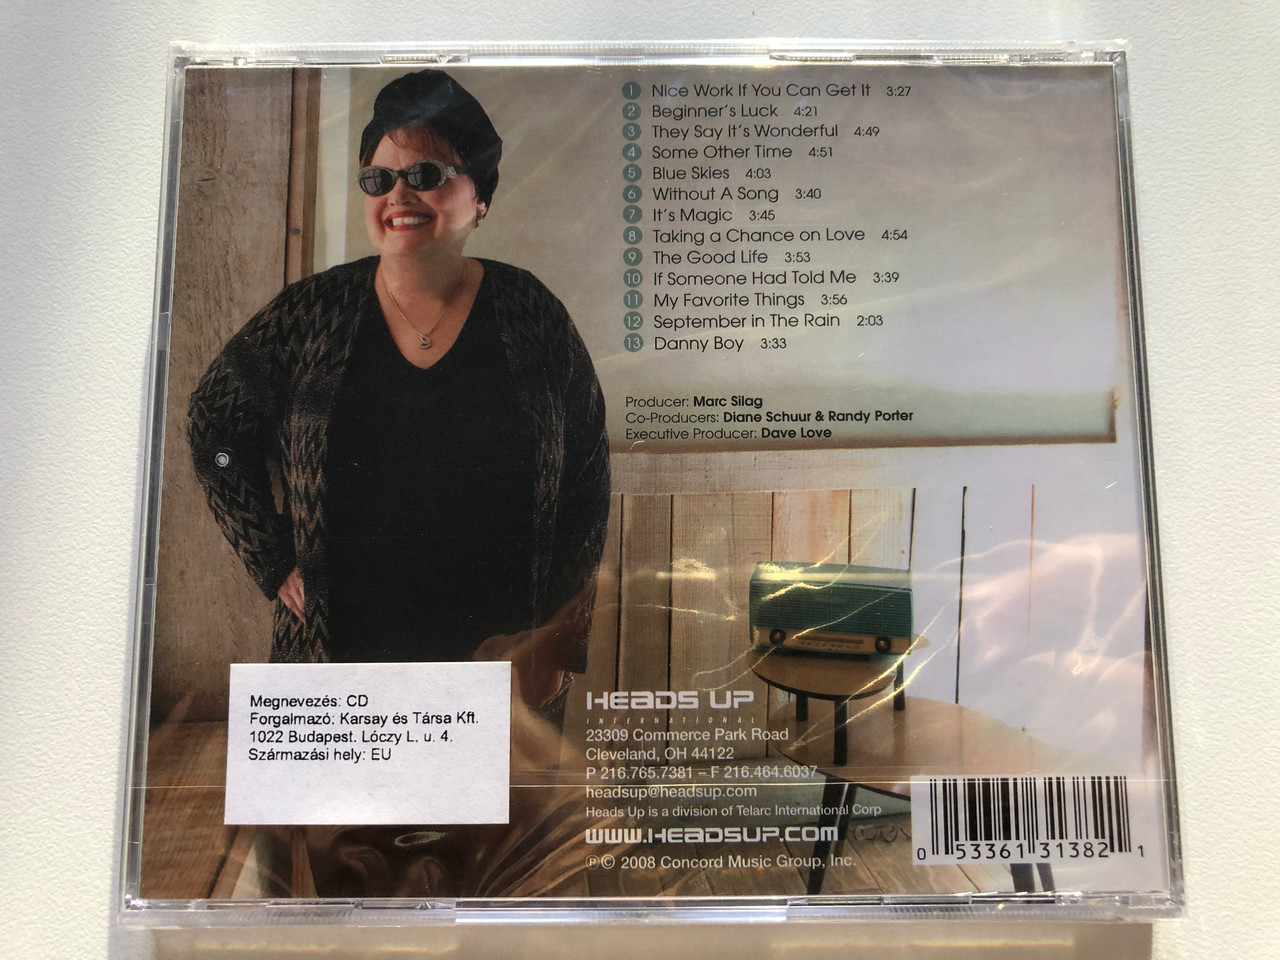 1 Nice Work If You Can Get It 3:27
2 Beginner's Luck 4:21
3 They Say It's Wonderful 4:49
4 Some Other Time 4:51
5 Blue Skies 4:03
6 Without A Song 3:40
7 It's Magic 3:45
8 Taking a Chance on Love 4:54
9 The Good Life 3:53
10 If Someone Had Told Me 3:39
11 My Favorite Things 3:56
12 September in The Rain 2:03
13 Danny Boy 3:33
Producer: Marc Silag
Co-Producers: Diane Schuur & Randy Porter
Executive Producer: Dave Love
Megnevezés: CD
Forgalmazó: Karsay és Társa Kft.
1022 Budapest. Lóczy L. u. 4.
Származási hely: EU
HEADS UP
INTERNATIONAL
23309 Commerce Park Road
Cleveland, OH 44122
P 216.765.7381 – F 216.464.6037
headsup@headsup.com
Heads Up is a division of Telarc International Corp
WWW.HEADSUP.COM
℗© 2008 Concord Music Group, Inc.
0 53361 31382 1